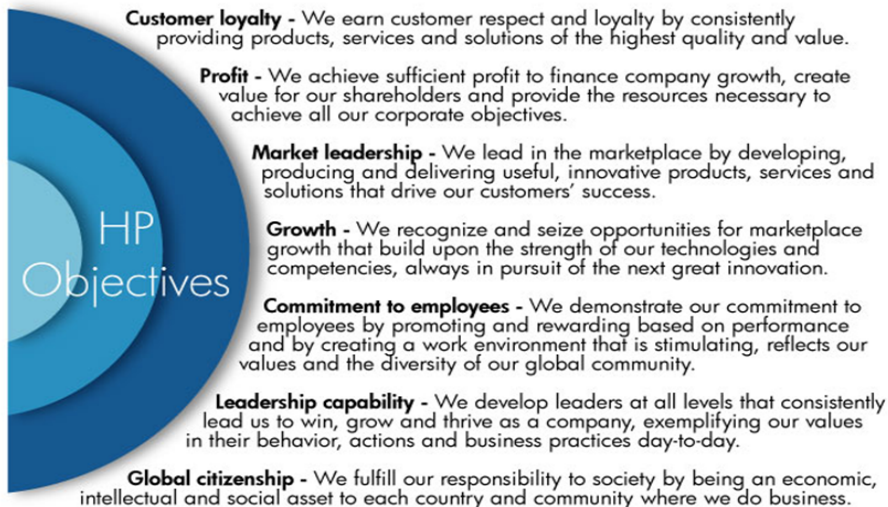 Customer loyalty - We earn customer respect and loyalty by consistently
providing products, services and solutions of the highest quality and value.
Profit - We achieve sufficient profit to finance company growth, create
value for our shareholders and provide the resources necessary to
achieve all our corporate objectives.
Market leadership - We lead in the marketplace by developing,
producing and delivering useful, innovative products, services and
solutions that drive our customers' success.
HP
Objectives
Growth - We recognize and seize opportunities for marketplace
growth that build upon the strength of our technologies and
competencies, always in pursuit of the next great innovation.
Commitment to employees - We demonstrate our commitment to
employees by promoting and rewarding based on performance
and by creating a work environment that is stimulating, reflects our
values and the diversity of our global community.
Leadership capability - We develop leaders at all levels that consistently
lead us to win, grow and thrive as a company, exemplifying our values
in their behavior, actions and business practices day-to-day.
Global citizenship - We fulfill our responsibility to society by being an economic,
intellectual and social asset to each country and community where we do business.